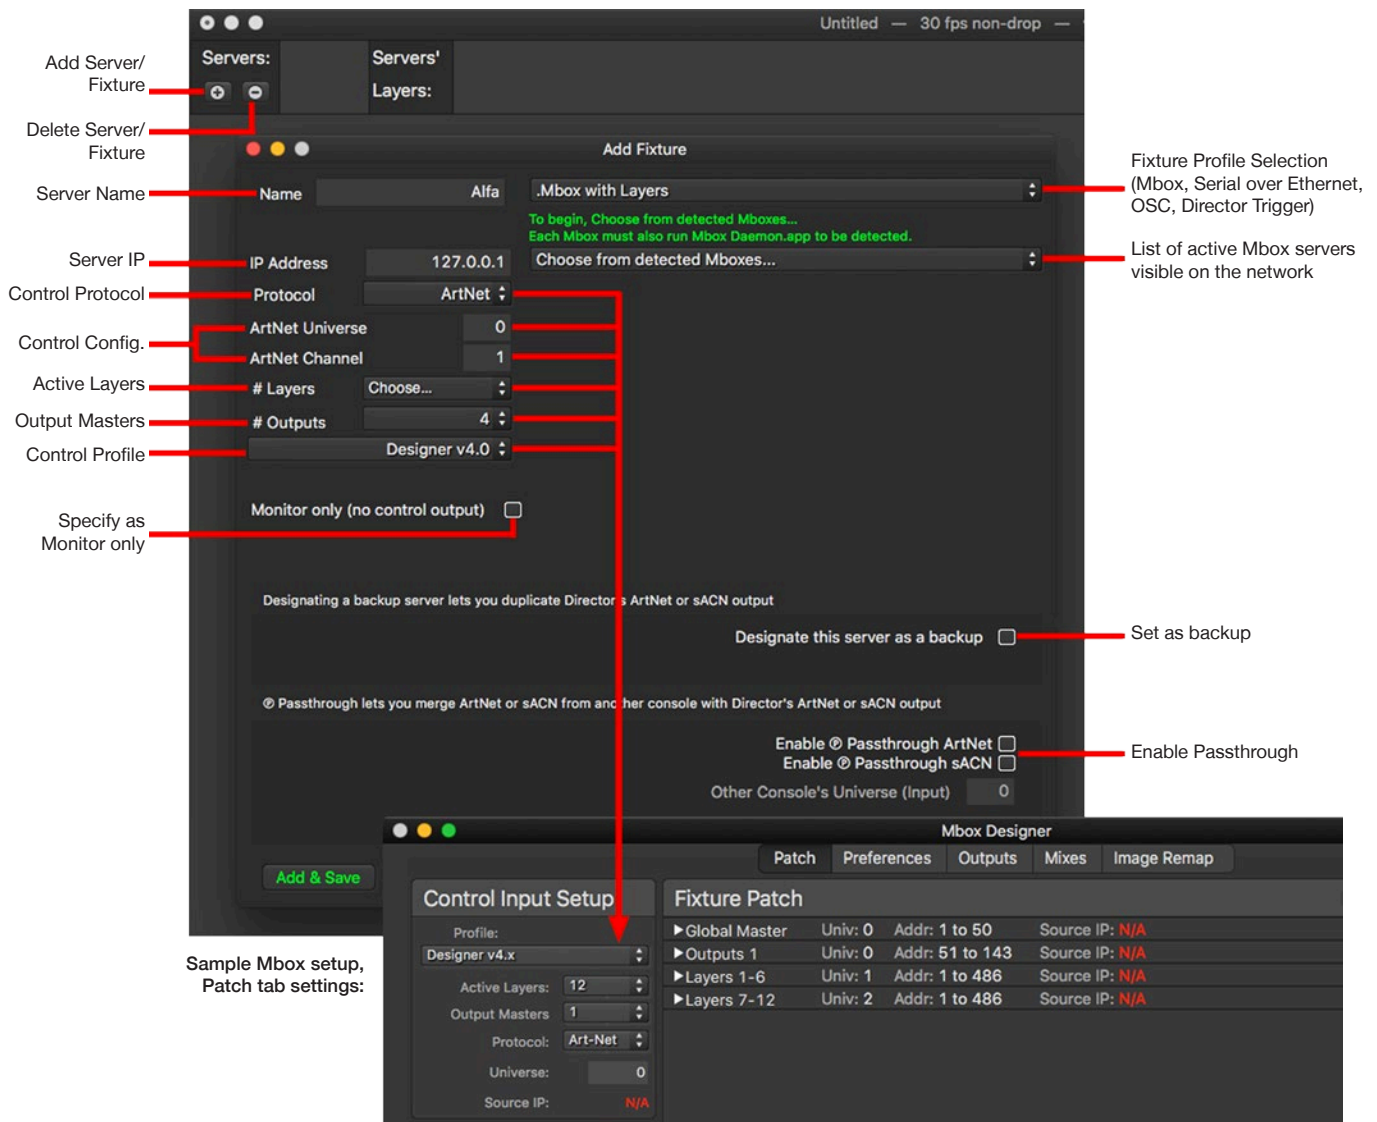 Untitled — 30 fps non-drop —
Servers:
Servers'
Layers:
Add Server/
Fixture
Delete Server/
Fixture
Add Fixture
Server Name
Name
Alfa
.Mbox with Layers
Fixture Profile Selection
(Mbox, Serial over Ethernet,
OSC, Director Trigger)
To begin, Choose from detected Mboxes...
Each Mbox must also run Mbox Daemon.app to be detected.
Server IP
IP Address
127.0.0.1
Choose from detected Mboxes...
List of active Mbox servers
visible on the network
Control Protocol
Protocol
ArtNet
Control Config.
ArtNet Universe
0
ArtNet Channel
1
Active Layers
# Layers
Choose...
Output Masters
# Outputs
4
Control Profile
Designer v4.0
Specify as
Monitor only
Monitor only (no control output)
Designating a backup server lets you duplicate Director's ArtNet or sACN output
Designate this server as a backup
Set as backup
Ⓟ Passthrough lets you merge ArtNet or sACN from another console with Director's ArtNet or sACN output
Enable Ⓟ Passthrough ArtNet
Enable Ⓟ Passthrough sACN
Enable Passthrough
Other Console's Universe (Input)
0
Add & Save
Mbox Designer
Patch
Preferences
Outputs
Mixes
Image Remap
Sample Mbox setup,
Patch tab settings:
Control Input Setup
Profile:
Designer v4.x
Active Layers:
12
Output Masters
1
Protocol:
Art-Net
Universe:
0
Source IP:
N/A
Fixture Patch
Global Master Univ: 0 Addr: 1 to 50 Source IP: N/A
Outputs 1 Univ: 0 Addr: 51 to 143 Source IP: N/A
Layers 1-6 Univ: 1 Addr: 1 to 486 Source IP: N/A
Layers 7-12 Univ: 2 Addr: 1 to 486 Source IP: N/A